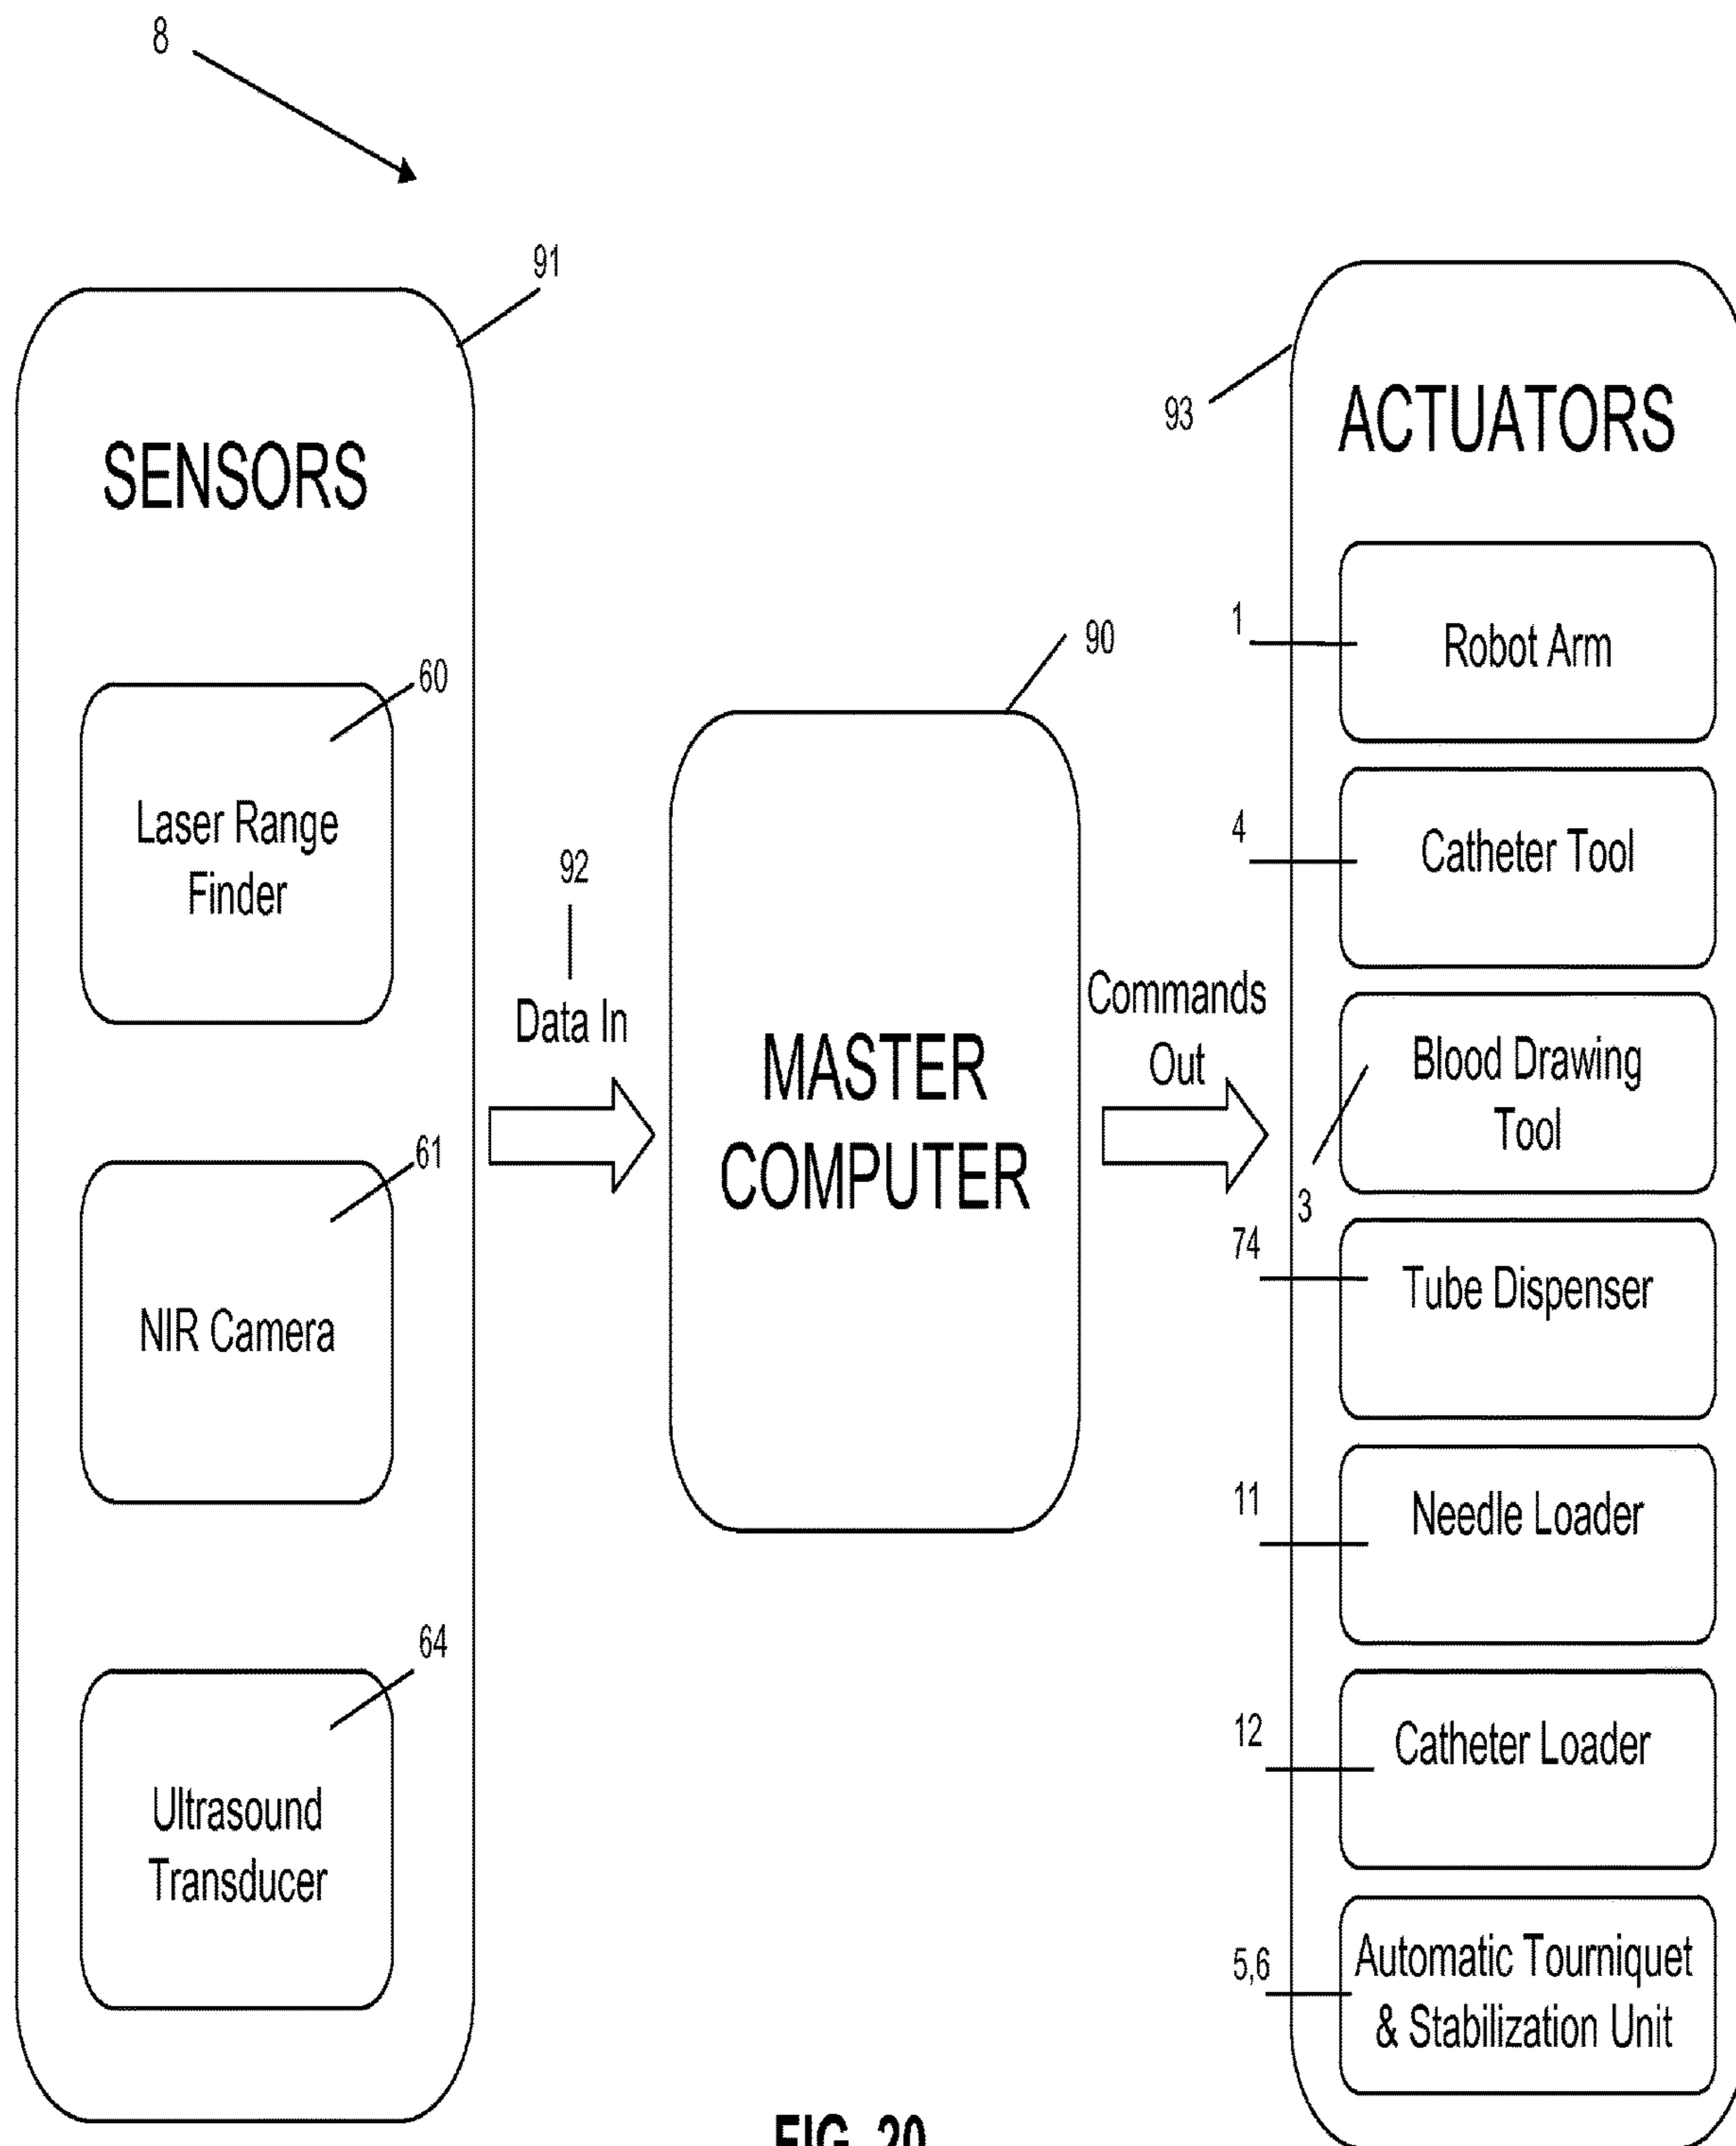 8
91
SENSORS
60
Laser Range
Finder
61
NIR Camera
64
Ultrasound
Transducer
92
Data In
90
MASTER
COMPUTER
Commands
Out
93
ACTUATORS
1
Robot Arm
4
Catheter Tool
3
Blood Drawing
Tool
74
Tube Dispenser
11
Needle Loader
12
Catheter Loader
5,6
Automatic Tourniquet
& Stabilization Unit
FIG. 20